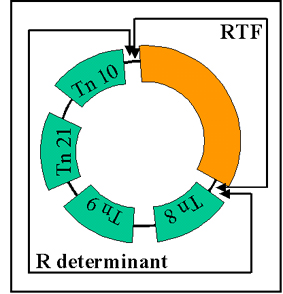 RTF
Tn 10
Tn 21
Tn 9
Tn 8
R determinant